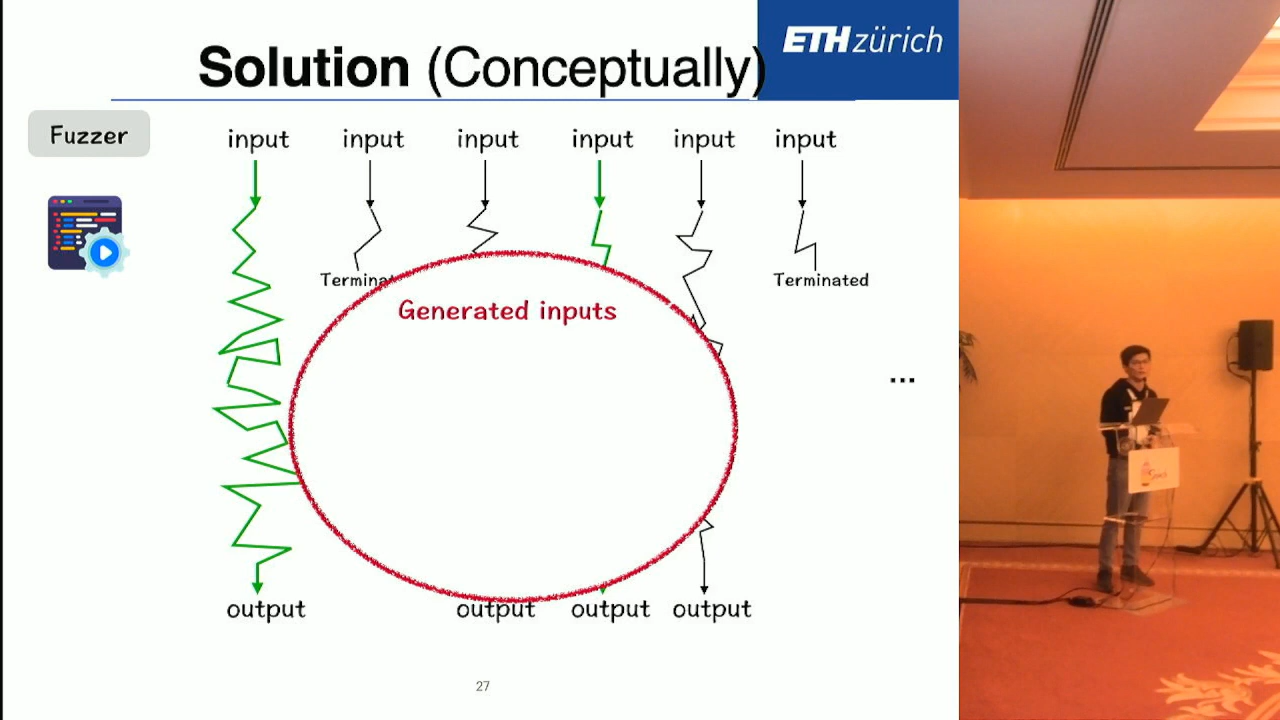 Solution (Conceptually)
ETH zürich
Fuzzer
input input input input input input
Terminat
Terminated
Generated inputs
...
output output output output
27